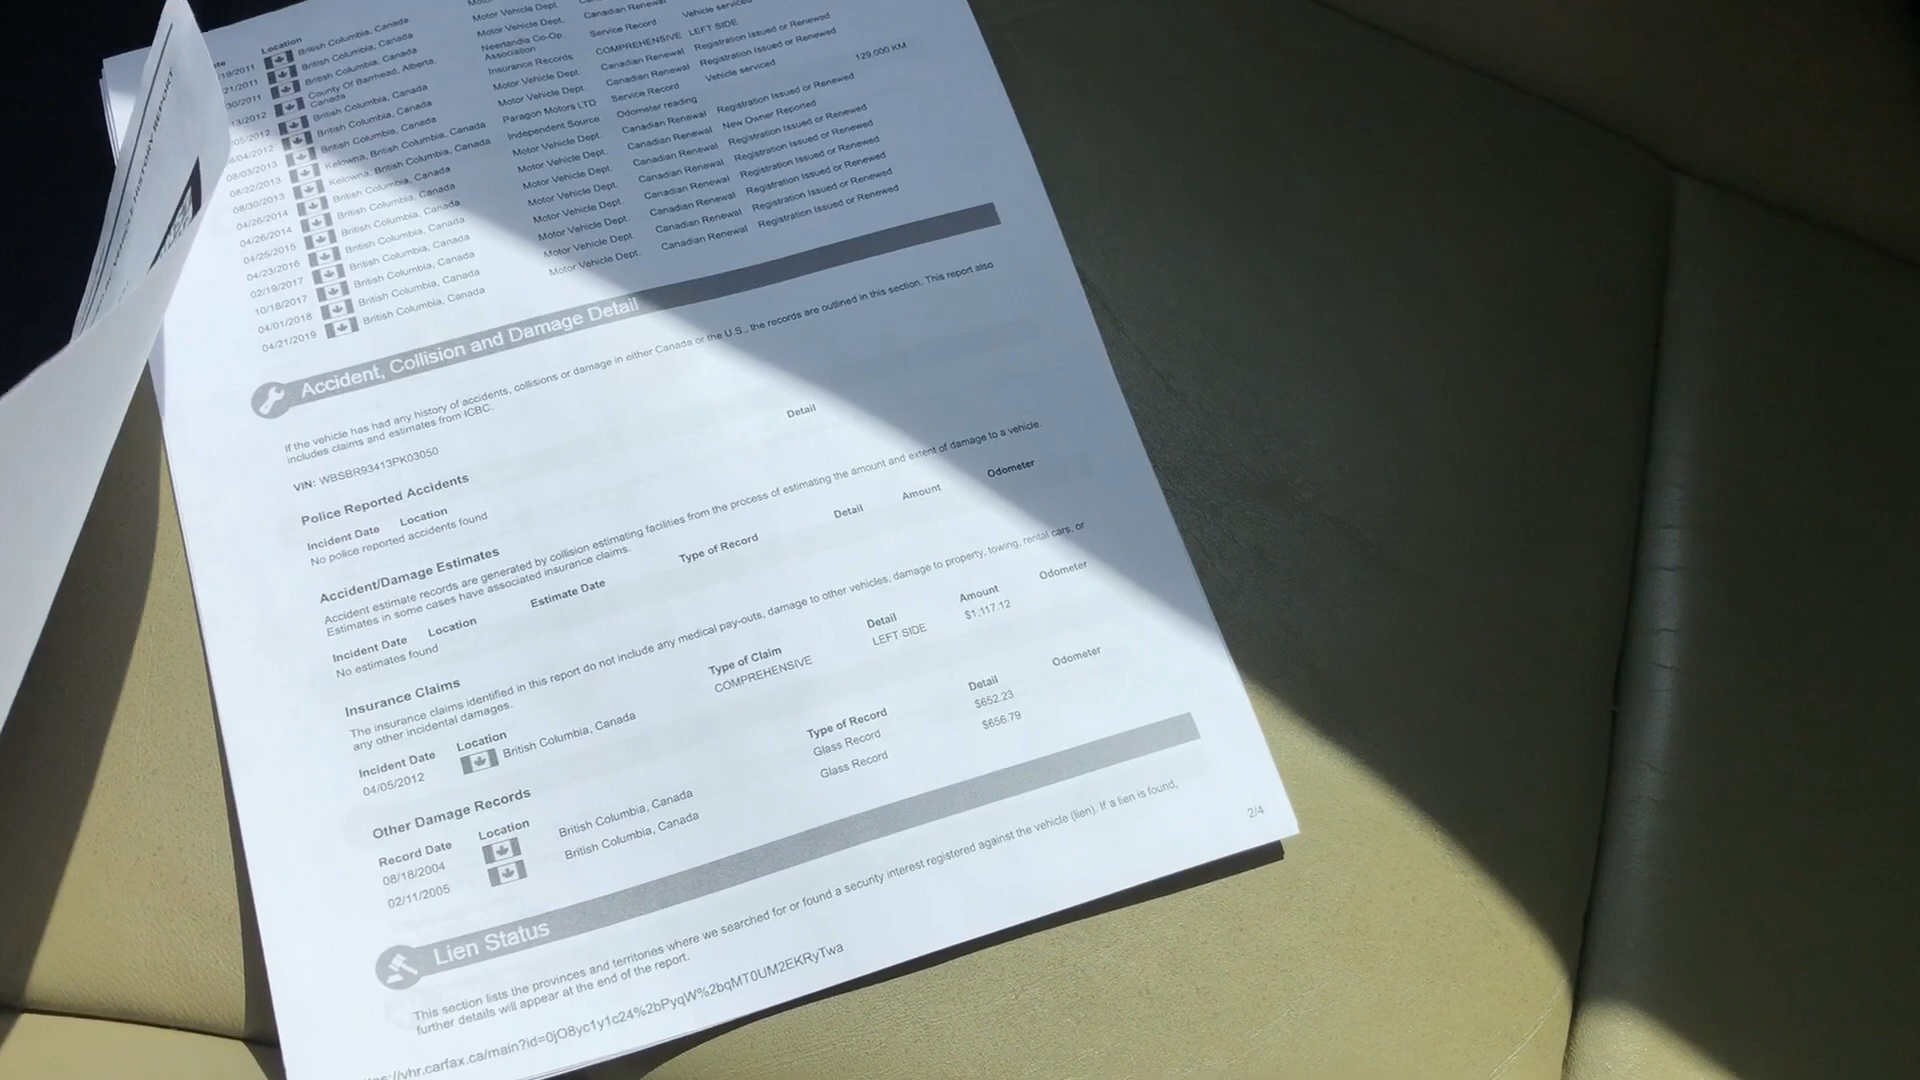 Location
Motor Vehicle Dept.
19/2011 British Columbia, Canada Motor Vehicle Dept. Canadian Renewal Vehicle serviced
21/2011 British Columbia, Canada Neerlandia Co-Op Association Service Record
30/2011 British Columbia, Canada Insurance Records COMPREHENSIVE LEFT SIDE
13/2012 County Of Barrhead, Alberta, Canada Motor Vehicle Dept. Canadian Renewal Registration Issued or Renewed
05/2012 British Columbia, Canada Motor Vehicle Dept. Canadian Renewal Registration Issued or Renewed
04/2012 British Columbia, Canada Paragon Motors LTD Service Record Vehicle serviced
08/03/2013 British Columbia, Canada Independent Source Odometer reading 129,000 KM
08/22/2013 Kelowna, British Columbia, Canada Motor Vehicle Dept. Canadian Renewal Registration Issued or Renewed
08/30/2013 Kelowna, British Columbia, Canada Motor Vehicle Dept. Canadian Renewal New Owner Reported
04/26/2014 British Columbia, Canada Motor Vehicle Dept. Canadian Renewal Registration Issued or Renewed
04/26/2014 British Columbia, Canada Motor Vehicle Dept. Canadian Renewal Registration Issued or Renewed
04/25/2015 British Columbia, Canada Motor Vehicle Dept. Canadian Renewal Registration Issued or Renewed
04/23/2016 British Columbia, Canada Motor Vehicle Dept. Canadian Renewal Registration Issued or Renewed
02/19/2017 British Columbia, Canada Motor Vehicle Dept. Canadian Renewal Registration Issued or Renewed
10/18/2017 British Columbia, Canada Motor Vehicle Dept. Canadian Renewal Registration Issued or Renewed
04/01/2018 British Columbia, Canada
04/21/2019 British Columbia, Canada
Accident, Collision and Damage Detail
If the vehicle has had any history of accidents, collisions or damage in either Canada or the U.S., the records are outlined in this section. This report also
includes claims and estimates from ICBC.
VIN: WBSBR93413PK03050
Police Reported Accidents
Incident Date Location Detail
No police reported accidents found
Accident/Damage Estimates
Accident estimate records are generated by collision estimating facilities from the process of estimating the amount and extent of damage to a vehicle.
Estimates in some cases have associated insurance claims.
Incident Date Location Estimate Date Type of Record Detail Amount Odometer
No estimates found
Insurance Claims
The insurance claims identified in this report do not include any medical pay-outs, damage to other vehicles, damage to property, towing, rental cars, or
any other incidental damages.
Incident Date Location Type of Claim Detail Amount Odometer
04/05/2012 British Columbia, Canada COMPREHENSIVE LEFT SIDE $1,117.12
Other Damage Records
Record Date Location Type of Record Detail Odometer
08/18/2004 British Columbia, Canada Glass Record $652.23
02/11/2005 British Columbia, Canada Glass Record $656.79
Lien Status
This section lists the provinces and territories where we searched for or found a security interest registered against the vehicle (lien). If a lien is found,
further details will appear at the end of the report.
://vhr.carfax.ca/main?id=0jO8yc1y1c24%2bPyqW%2bqMT0UM2EKRyTwa
2/4
VEHICLE HISTORY REPORT